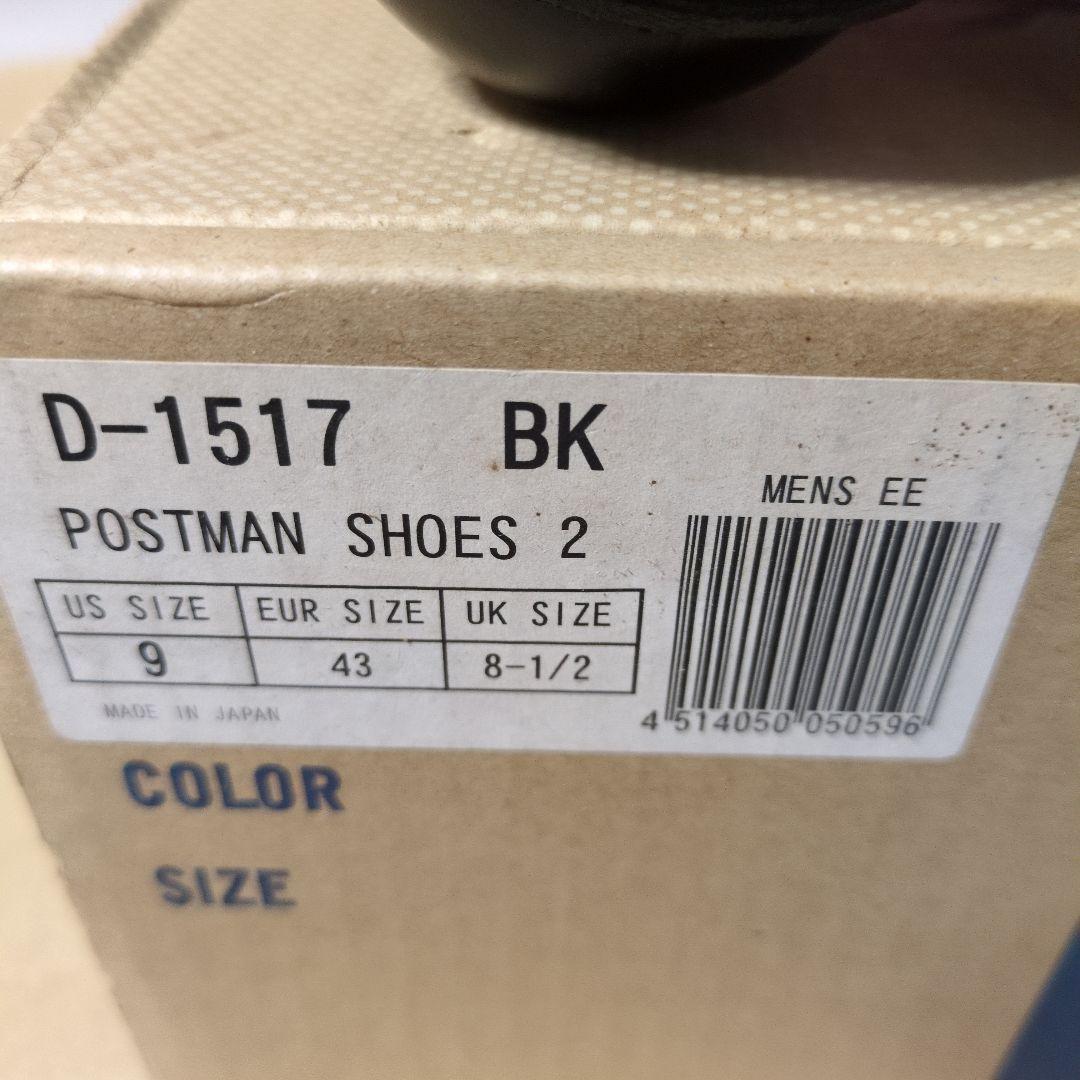 D-1517 BK
POSTMAN SHOES 2
MENS EE
US SIZE EUR SIZE UK SIZE
9 43 8-1/2
MADE IN JAPAN
4 514050 050596
COLOR
SIZE